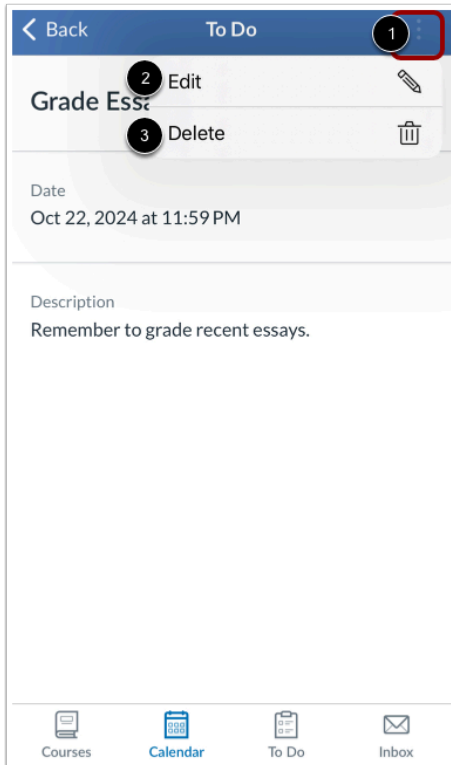 Back To Do 1
2 Edit
Grade
3 Delete
Date
Oct 22, 2024 at 11:59 PM
Description
Remember to grade recent essays.
Courses Calendar To Do Inbox